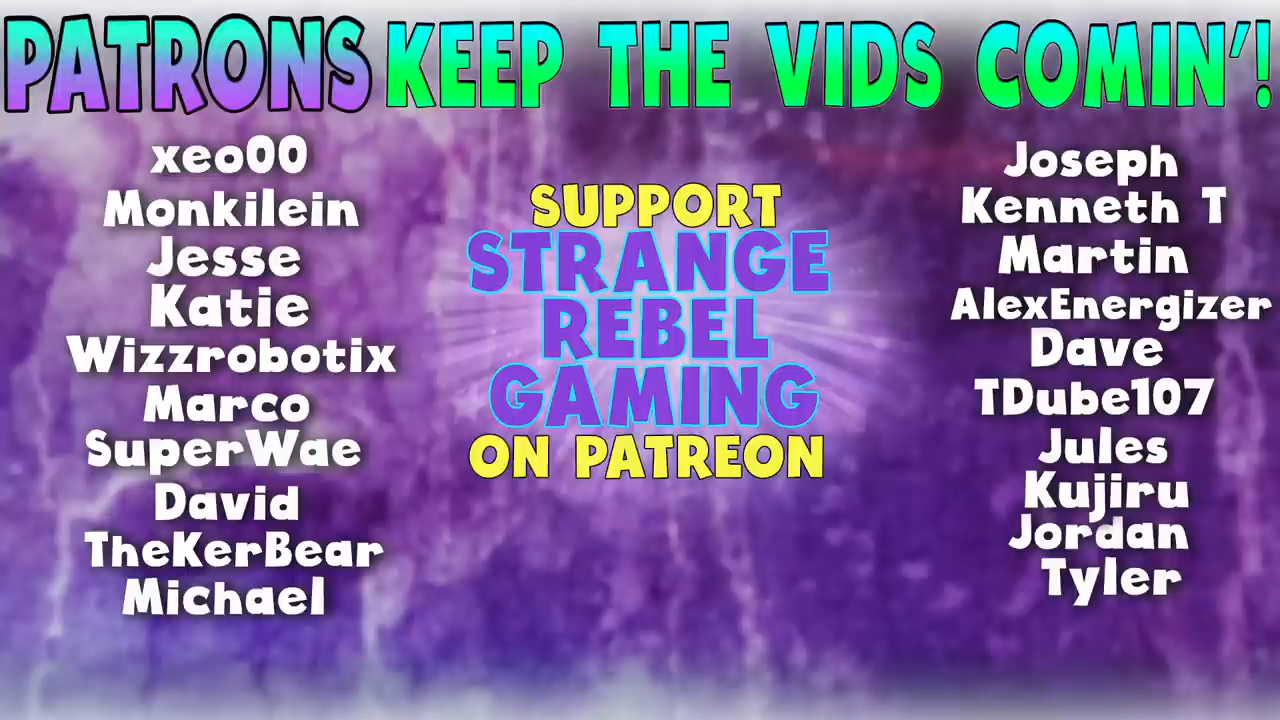 PATRONS KEEP THE VIDS COMIN'!
xeo00
Monkilein
Jesse
Katie
Wizzrobotix
Marco
SuperWae
David
TheKerBear
Michael
SUPPORT
STRANGE
REBEL
GAMING
ON PATREON
Joseph
Kenneth T
Martin
AlexEnergizer
Dave
TDube107
Jules
Kujiru
Jordan
Tyler